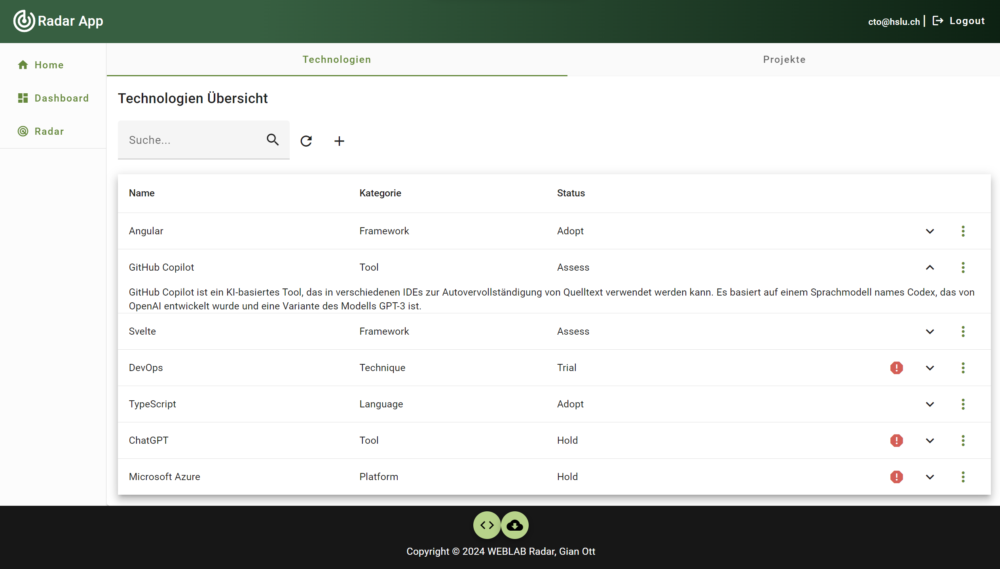 Radar App
cto@hslu.ch | Logout
Home
Dashboard
Radar
Technologien Projekte
Technologien Übersicht
Suche...
Name Kategorie Status
Angular Framework Adopt
GitHub Copilot Tool Assess
GitHub Copilot ist ein KI-basiertes Tool, das in verschiedenen IDEs zur Autovervollständigung von Quelltext verwendet werden kann. Es basiert auf einem Sprachmodell names Codex, das von
OpenAI entwickelt wurde und eine Variante des Modells GPT-3 ist.
Svelte Framework Assess
DevOps Technique Trial
TypeScript Language Adopt
ChatGPT Tool Hold
Microsoft Azure Platform Hold
Copyright © 2024 WEBLAB Radar, Gian Ott